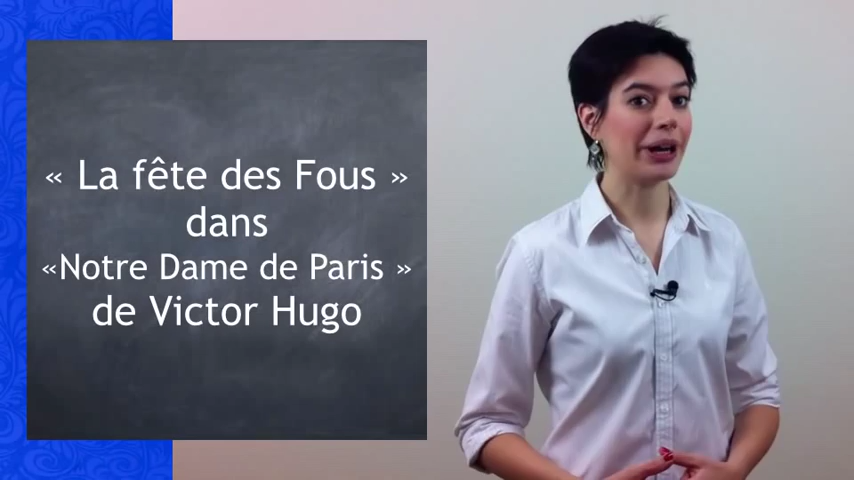 « La fête des Fous »
dans
«Notre Dame de Paris »
de Victor Hugo